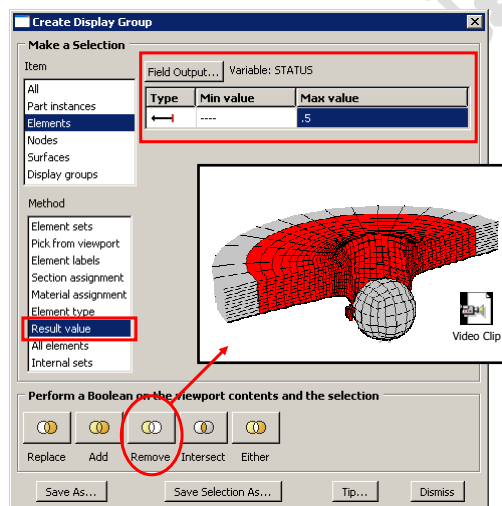 Create Display Group
Make a Selection
Item
All
Part instances
Elements
Nodes
Surfaces
Display groups
Field Output... Variable: STATUS
Type Min value Max value
---- .5
Method
Element sets
Pick from viewport
Element labels
Section assignment
Material assignment
Element type
Result value
All elements
Internal sets
Video Clip
Perform a Boolean on the viewport contents and the selection
Replace Add Remove Intersect Either
Save As... Save Selection As... Tip... Dismiss